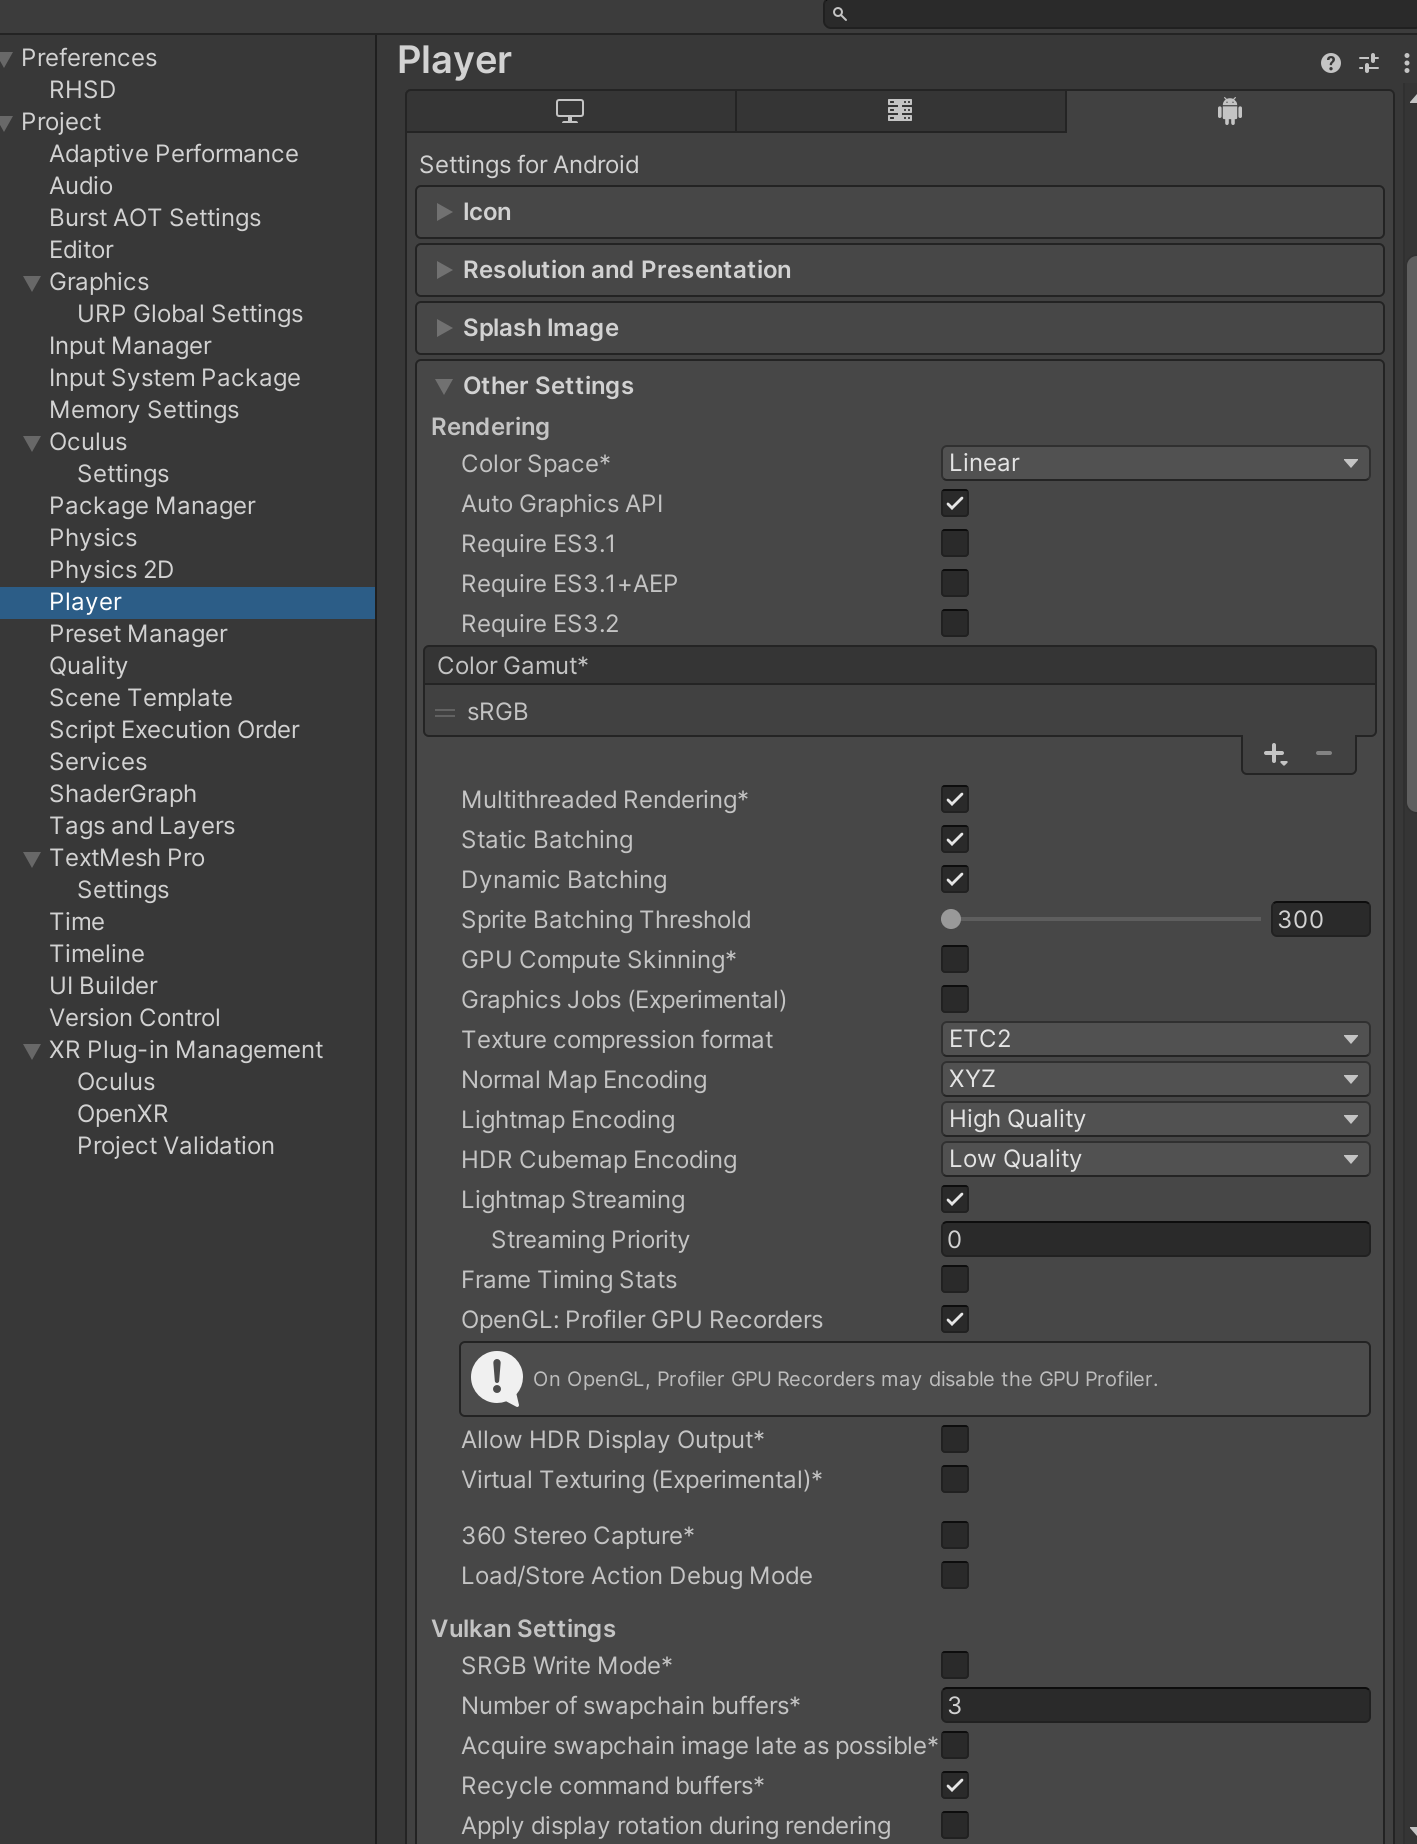 Preferences
RHSD
Project
Adaptive Performance
Audio
Burst AOT Settings
Editor
Graphics
URP Global Settings
Input Manager
Input System Package
Memory Settings
Oculus
Settings
Package Manager
Physics
Physics 2D
Player
Preset Manager
Quality
Scene Template
Script Execution Order
Services
ShaderGraph
Tags and Layers
TextMesh Pro
Settings
Time
Timeline
UI Builder
Version Control
XR Plug-in Management
Oculus
OpenXR
Project Validation
Player
Settings for Android
Icon
Resolution and Presentation
Splash Image
Other Settings
Rendering
Color Space* Linear
Auto Graphics API
Require ES3.1
Require ES3.1+AEP
Require ES3.2
Color Gamut*
sRGB
Multithreaded Rendering*
Static Batching
Dynamic Batching
Sprite Batching Threshold 300
GPU Compute Skinning*
Graphics Jobs (Experimental)
Texture compression format ETC2
Normal Map Encoding XYZ
Lightmap Encoding High Quality
HDR Cubemap Encoding Low Quality
Lightmap Streaming
Streaming Priority 0
Frame Timing Stats
OpenGL: Profiler GPU Recorders
On OpenGL, Profiler GPU Recorders may disable the GPU Profiler.
Allow HDR Display Output*
Virtual Texturing (Experimental)*
360 Stereo Capture*
Load/Store Action Debug Mode
Vulkan Settings
SRGB Write Mode*
Number of swapchain buffers* 3
Acquire swapchain image late as possible*
Recycle command buffers*
Apply display rotation during rendering